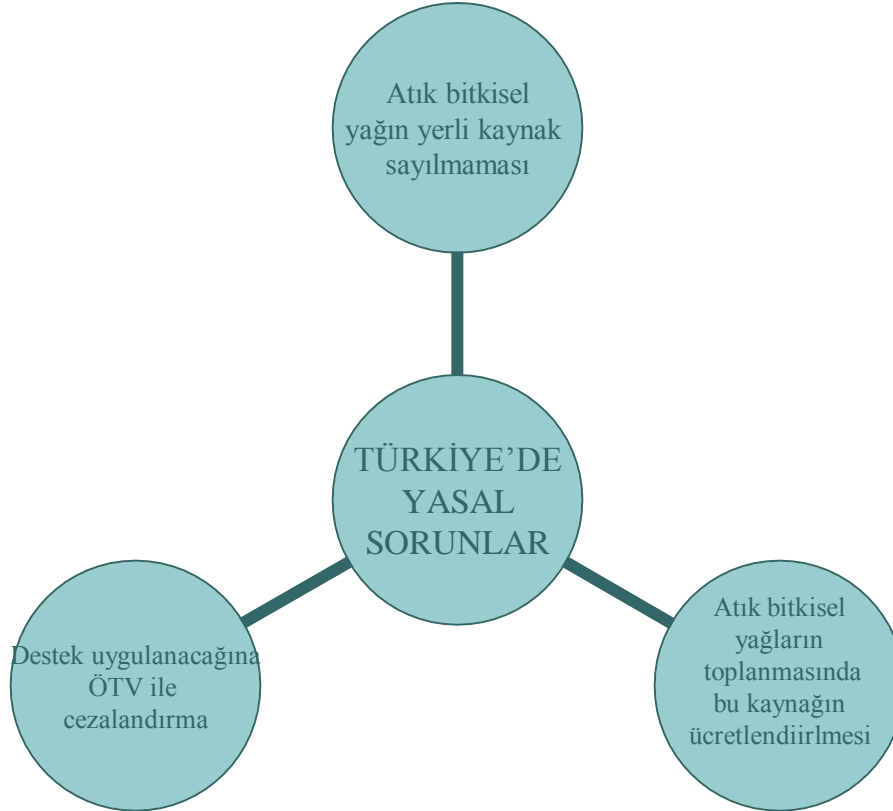 Atık bitkisel
yağın yerli kaynak
sayılmaması
TÜRKİYE’DE
YASAL
SORUNLAR
Destek uygulanacağına
ÖTV ile
cezalandırma
Atık bitkisel
yağların
toplanmasında
bu kaynağın
ücretlendiirlmesi